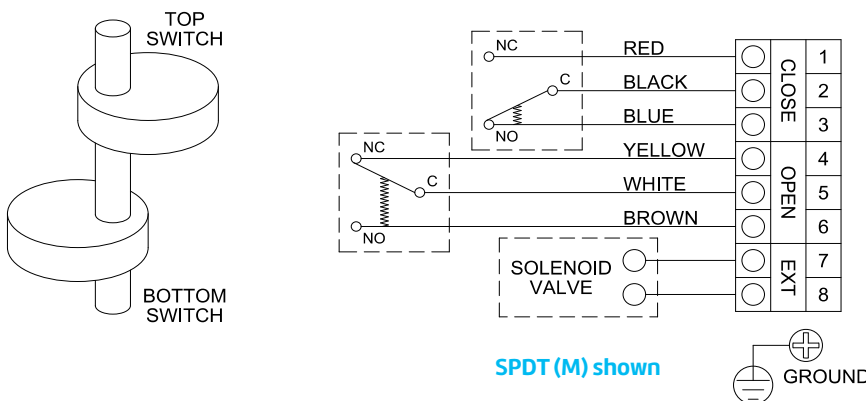 TOP
SWITCH
BOTTOM
SWITCH
NC
C
NO
RED
BLACK
BLUE
NC
C
NO
YELLOW
WHITE
BROWN
SOLENOID
VALVE
CLOSE
OPEN
EXT
1
2
3
4
5
6
7
8
SPDT (M) shown
GROUND